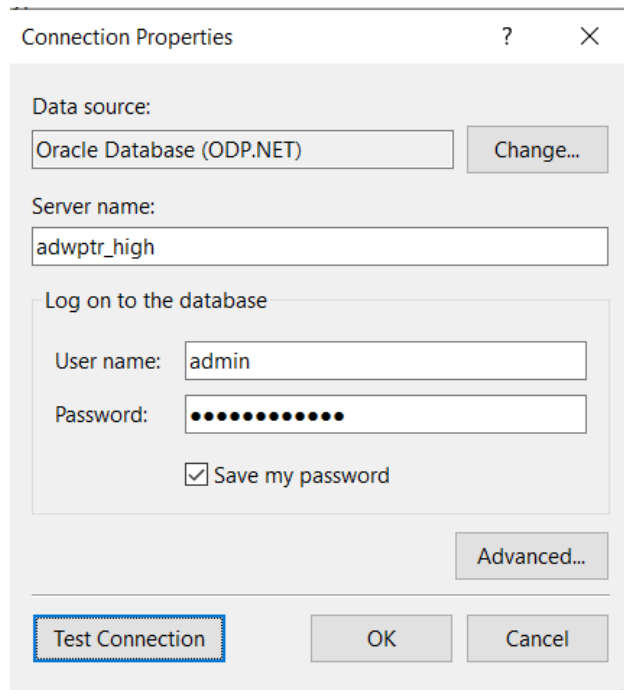 Connection Properties ? ×
Data source:
Oracle Database (ODP.NET) Change...
Server name:
adwptr_high
Log on to the database
User name: admin
Password: ●●●●●●●●●●●●
Save my password
Advanced...
Test Connection OK Cancel